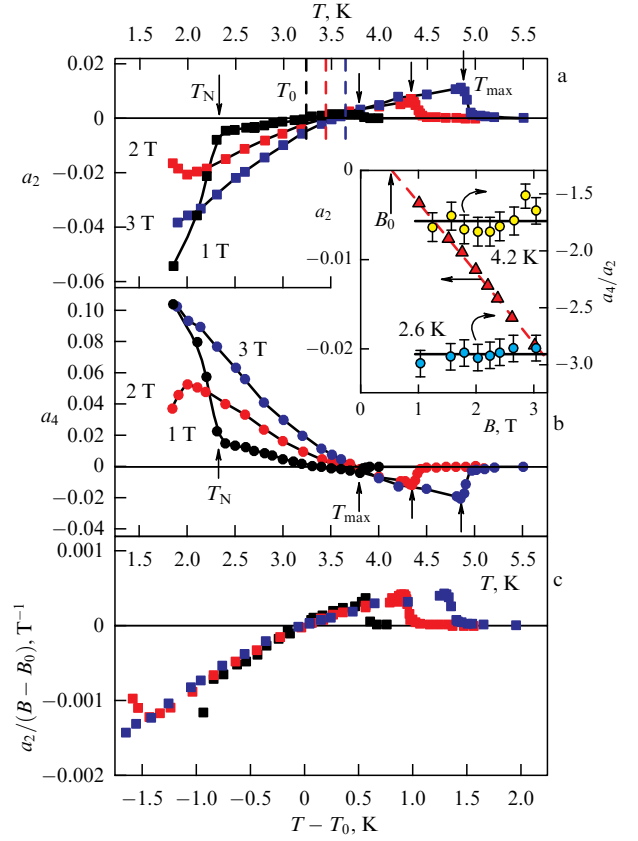 T, K
1.5 2.0 2.5 3.0 3.5 4.0 4.5 5.0 5.5
a
0.02
0
−0.02
−0.04
−0.06
a₂
T_N
T₀
T_max
2 T
3 T
1 T
0
−0.01
−0.02
a₂
B₀
4.2 K
2.6 K
−1.5
−2.0
−2.5
−3.0
a₄/a₂
0 1 2 3
B, T
b
0.10
0.08
0.06
0.04
0.02
0
−0.02
−0.04
a₄
3 T
2 T
1 T
T_N
T_max
1.5 2.0 2.5 3.0 3.5 4.0 4.5 5.0 5.5
T, K
c
0.001
0
−0.001
−0.002
a₂/(B − B₀), T⁻¹
−1.5 −1.0 −0.5 0 0.5 1.0 1.5 2.0
T − T₀, K